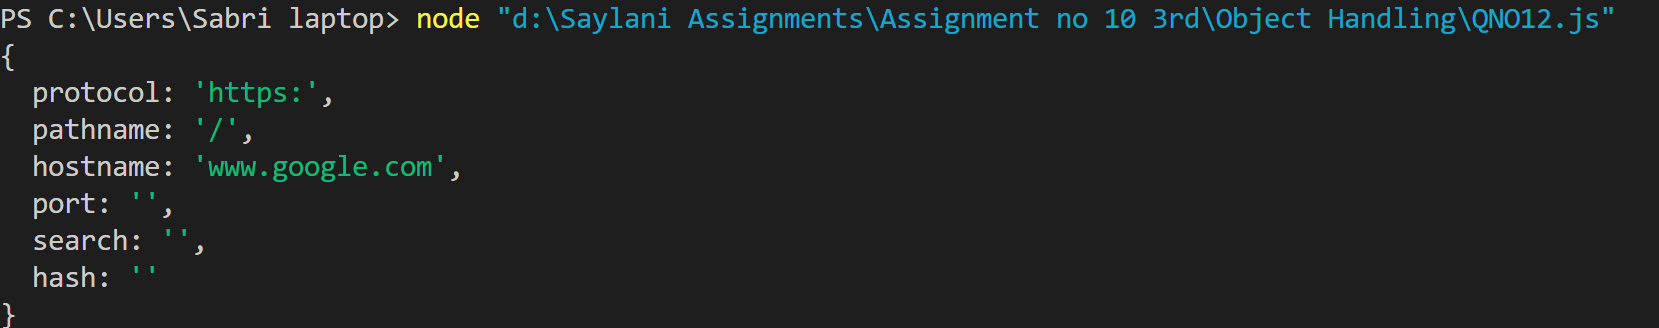 PS C:\Users\Sabri laptop> node "d:\Saylani Assignments\Assignment no 10 3rd\Object Handling\QNO12.js"
{
  protocol: 'https:',
  pathname: '/',
  hostname: 'www.google.com',
  port: '',
  search: '',
  hash: ''
}